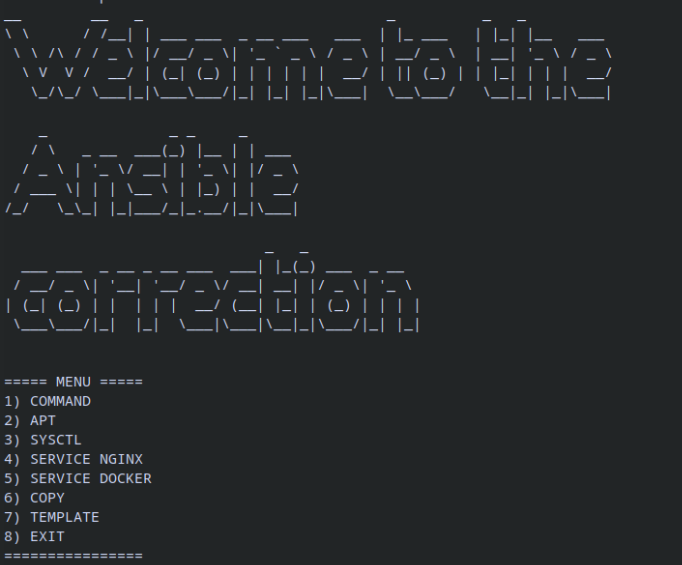 Welcome to the
Ansible
correction
===== MENU =====
1) COMMAND
2) APT
3) SYSCTL
4) SERVICE NGINX
5) SERVICE DOCKER
6) COPY
7) TEMPLATE
8) EXIT
================